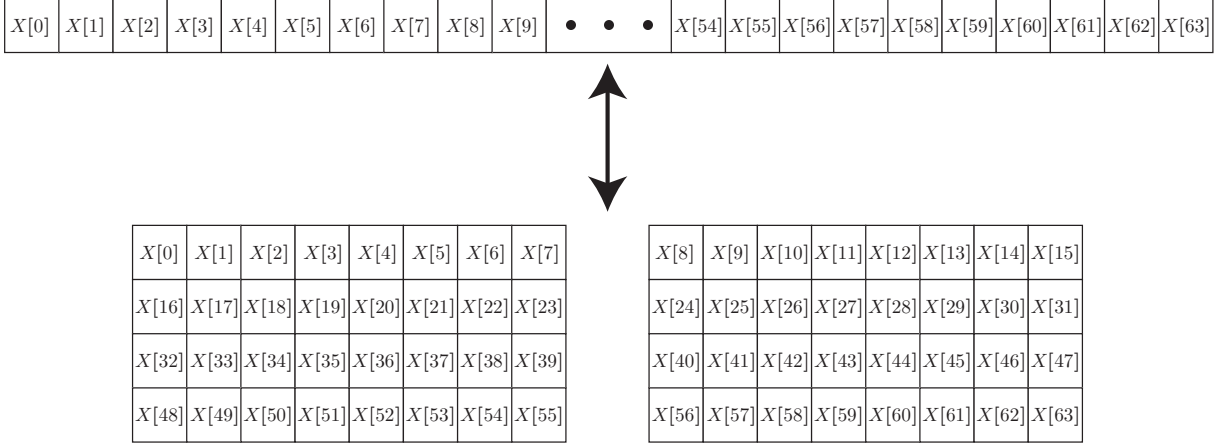 X[0] X[1] X[2] X[3] X[4] X[5] X[6] X[7] X[8] X[9] • • • X[54] X[55] X[56] X[57] X[58] X[59] X[60] X[61] X[62] X[63]
X[0] X[1] X[2] X[3] X[4] X[5] X[6] X[7] X[8] X[9] X[10] X[11] X[12] X[13] X[14] X[15]
X[16] X[17] X[18] X[19] X[20] X[21] X[22] X[23] X[24] X[25] X[26] X[27] X[28] X[29] X[30] X[31]
X[32] X[33] X[34] X[35] X[36] X[37] X[38] X[39] X[40] X[41] X[42] X[43] X[44] X[45] X[46] X[47]
X[48] X[49] X[50] X[51] X[52] X[53] X[54] X[55] X[56] X[57] X[58] X[59] X[60] X[61] X[62] X[63]